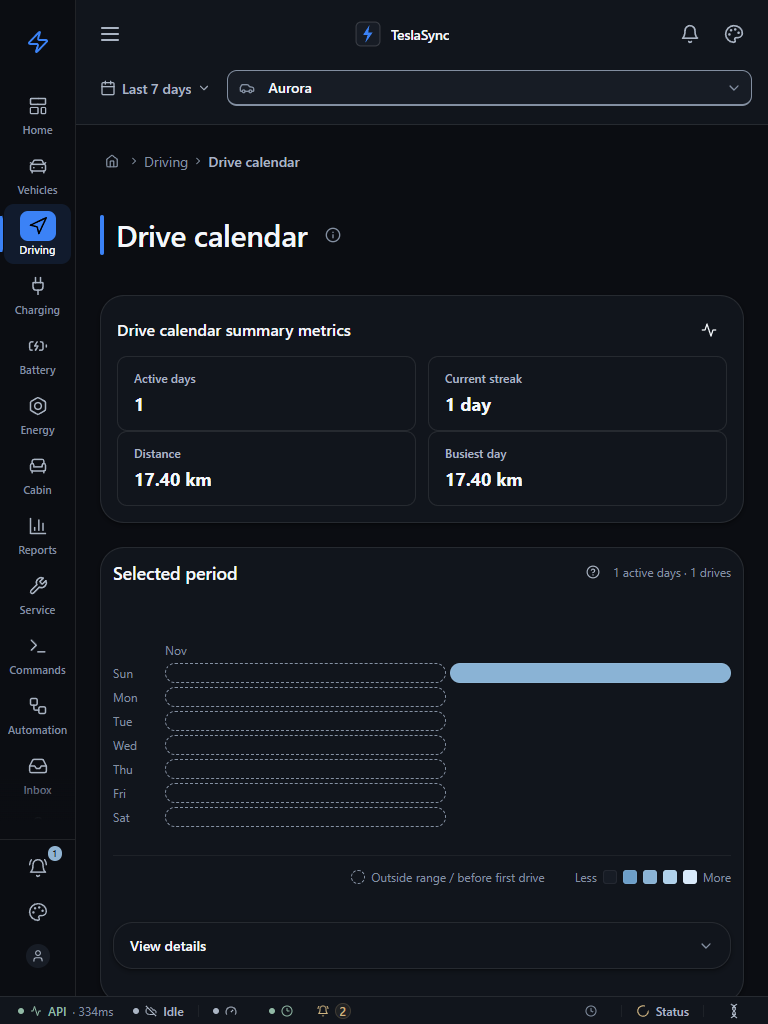 TeslaSync
Last 7 days
Aurora
Home
Vehicles
Driving
Charging
Battery
Energy
Cabin
Reports
Service
Commands
Automation
Inbox
1
Driving
Drive calendar
Drive calendar
Drive calendar summary metrics
Active days
1
Current streak
1 day
Distance
17.40 km
Busiest day
17.40 km
Selected period
1 active days · 1 drives
Nov
Sun
Mon
Tue
Wed
Thu
Fri
Sat
Outside range / before first drive
Less
More
View details
API · 334ms
Idle
2
Status